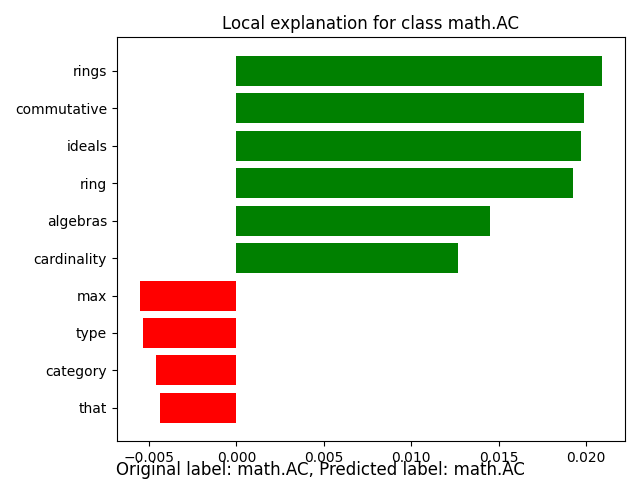 Local explanation for class math.AC
rings
commutative
ideals
ring
algebras
cardinality
max
type
category
that
−0.005 0.000 0.005 0.010 0.015 0.020
Original label: math.AC, Predicted label: math.AC